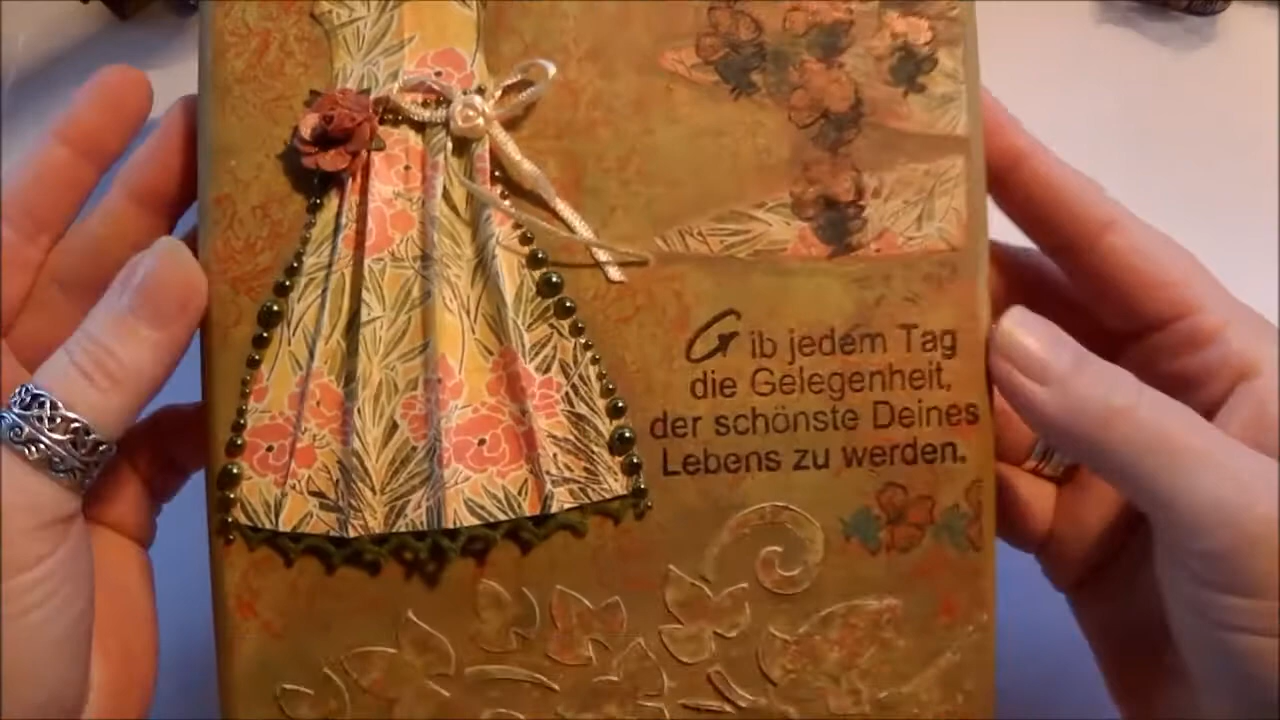 Gib jedem Tag
die Gelegenheit,
der schönste Deines
Lebens zu werden.